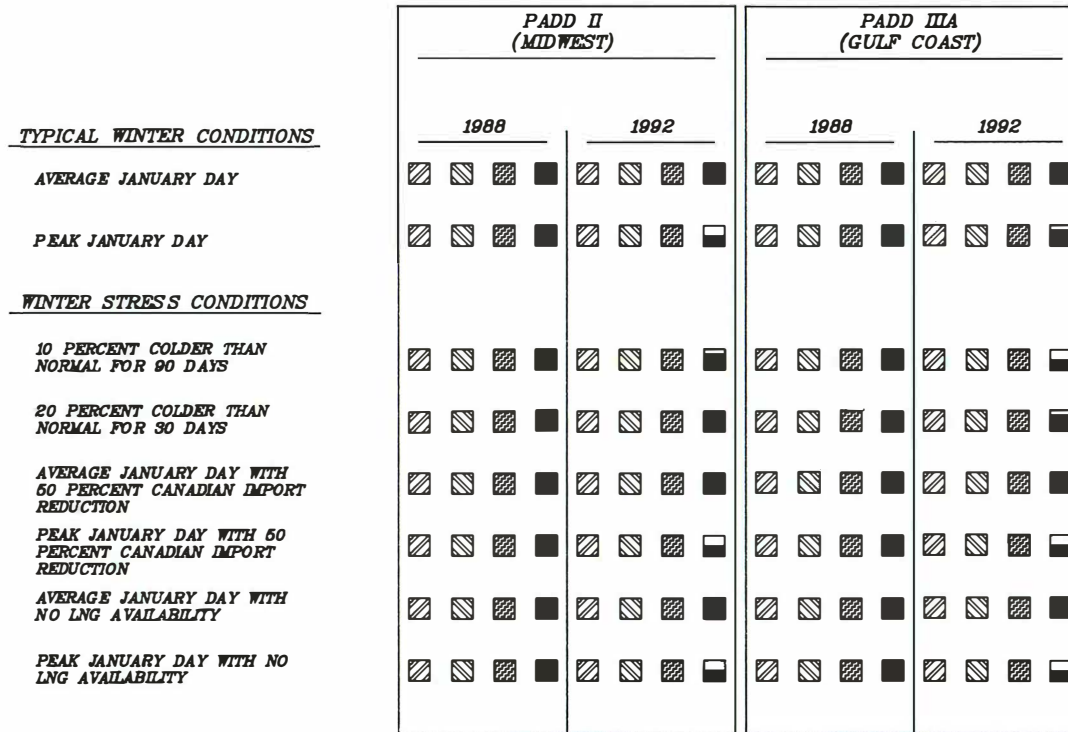 PADD II
(MIDWEST)
PADD IIIA
(GULF COAST)
TYPICAL WINTER CONDITIONS
1988
1992
1988
1992
AVERAGE JANUARY DAY
PEAK JANUARY DAY
WINTER STRESS CONDITIONS
10 PERCENT COLDER THAN
NORMAL FOR 90 DAYS
20 PERCENT COLDER THAN
NORMAL FOR 30 DAYS
AVERAGE JANUARY DAY WITH
50 PERCENT CANADIAN IMPORT
REDUCTION
PEAK JANUARY DAY WITH 50
PERCENT CANADIAN IMPORT
REDUCTION
AVERAGE JANUARY DAY WITH
NO LNG AVAILABILITY
PEAK JANUARY DAY WITH NO
LNG AVAILABILITY